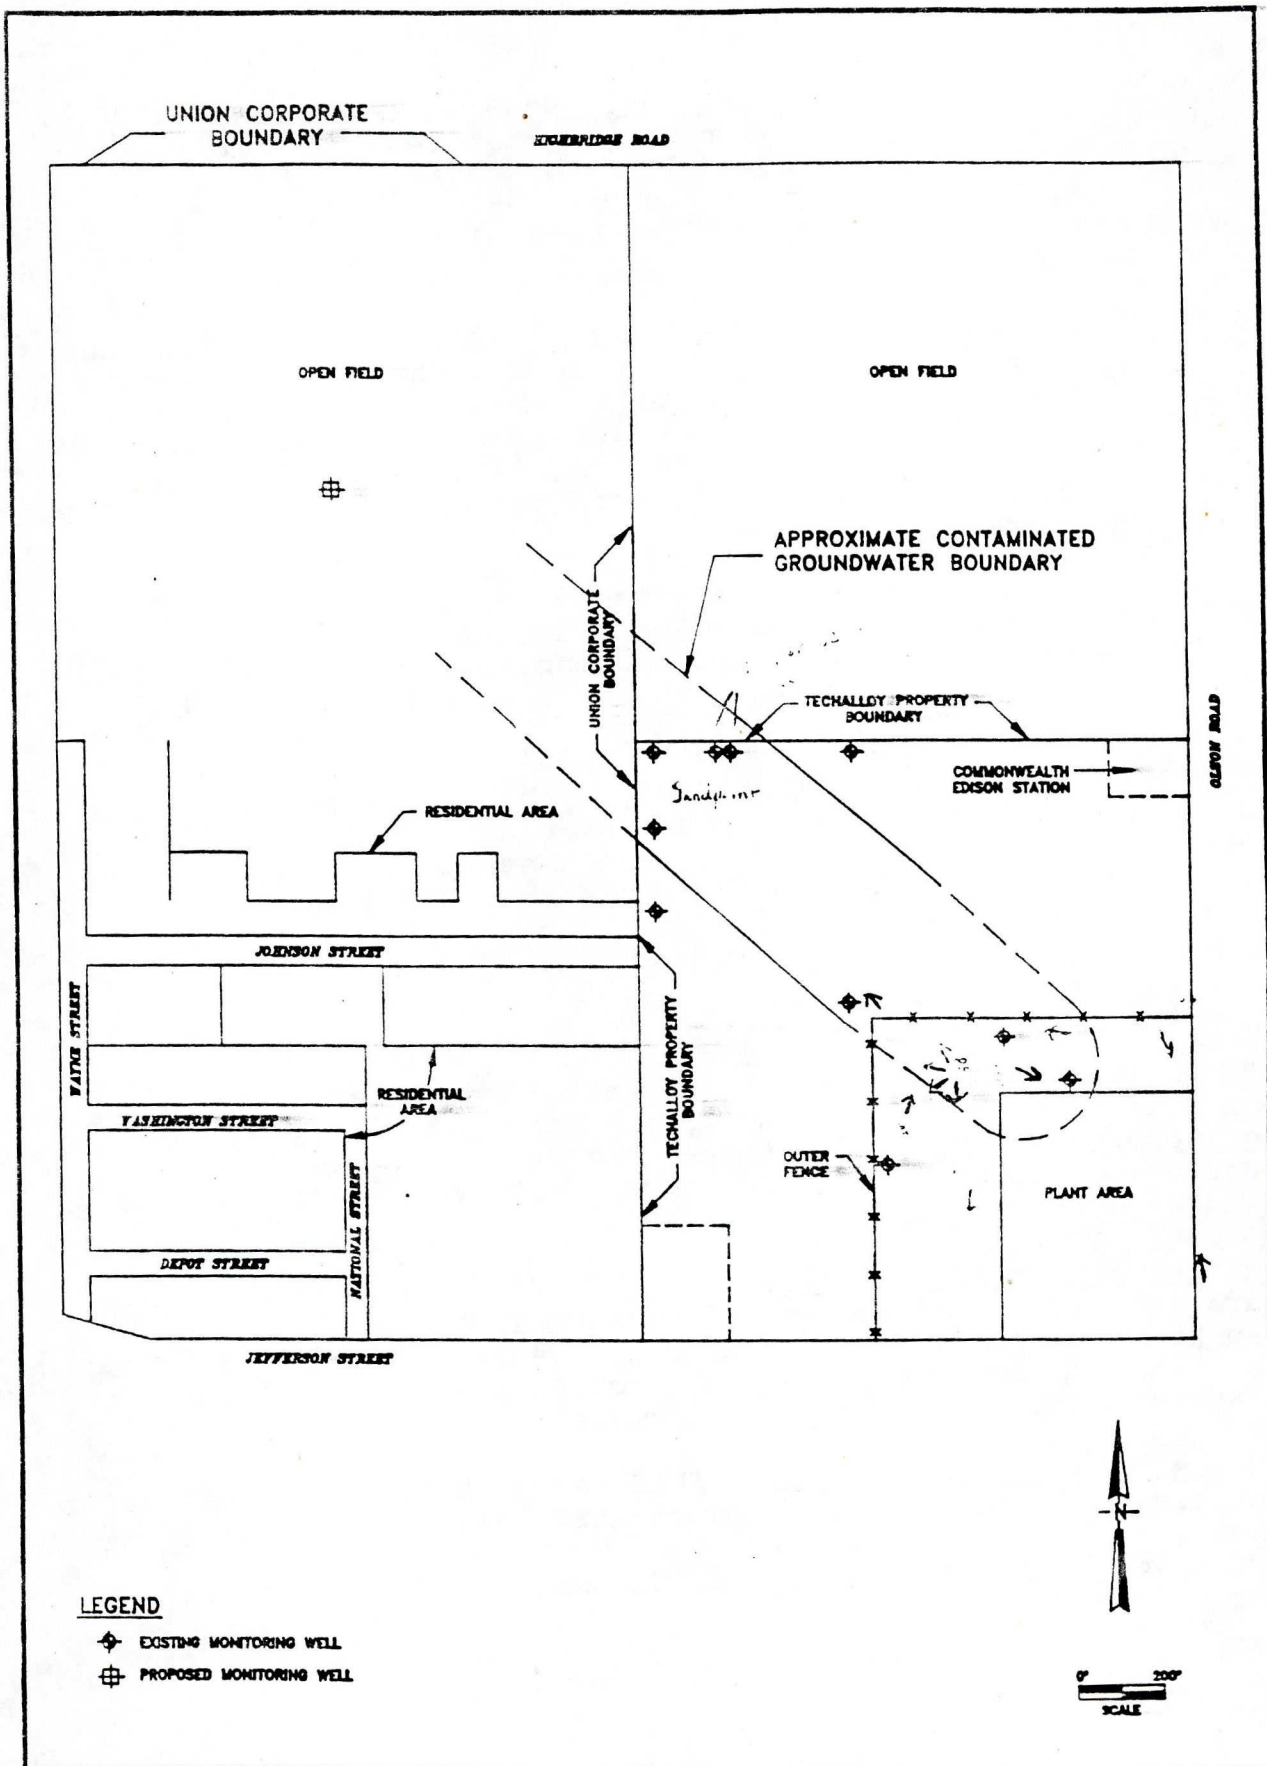 UNION CORPORATE
BOUNDARY
HIGHBRIDGE ROAD
OPEN FIELD
OPEN FIELD
APPROXIMATE CONTAMINATED
GROUNDWATER BOUNDARY
UNION CORPORATE
BOUNDARY
TECHALLOY PROPERTY
BOUNDARY
OLSON ROAD
COMMONWEALTH
EDISON STATION
RESIDENTIAL AREA
JOHNSON STREET
WAYNE STREET
TECHALLOY PROPERTY
BOUNDARY
RESIDENTIAL
AREA
WASHINGTON STREET
OUTER
FENCE
PLANT AREA
NATIONAL STREET
DEPOT STREET
JEFFERSON STREET
N
LEGEND
EXISTING MONITORING WELL
PROPOSED MONITORING WELL
0' 200'
SCALE